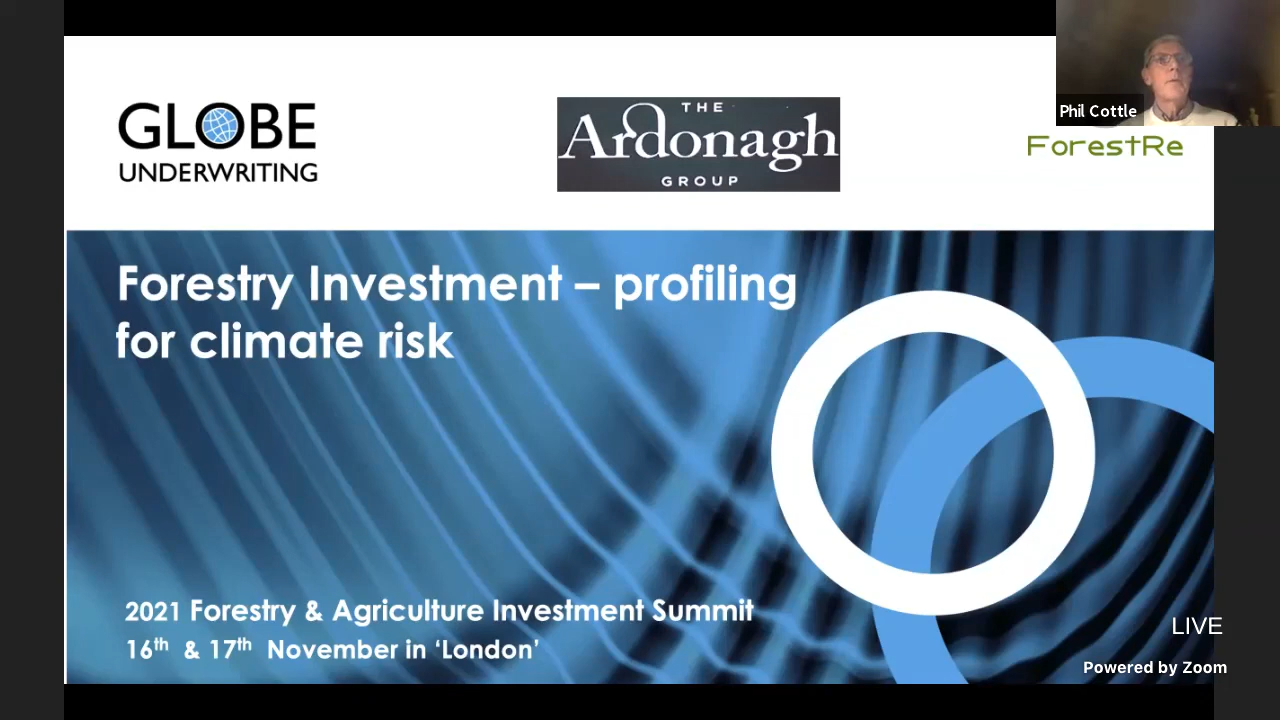 GLOBE
UNDERWRITING
THE
Ardonagh
GROUP
Phil Cottle
ForestRe
Forestry Investment – profiling
for climate risk
2021 Forestry & Agriculture Investment Summit
16th & 17th November in ‘London’
LIVE
Powered by Zoom